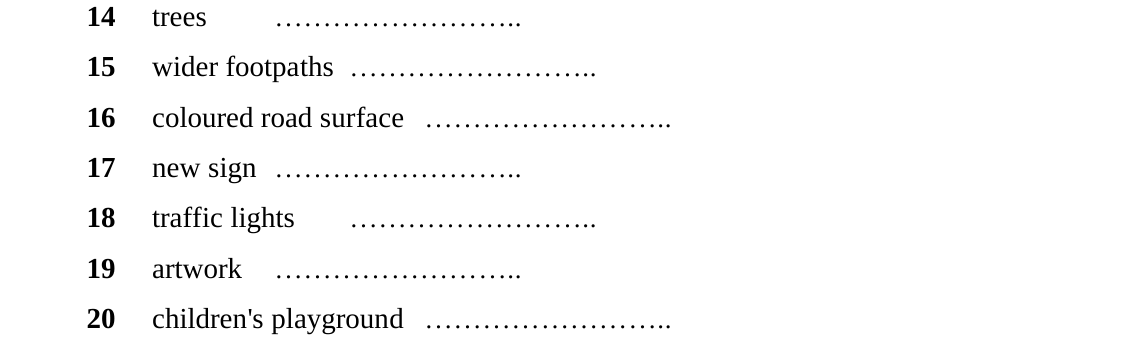 14 trees ……………………..
15 wider footpaths ……………………..
16 coloured road surface ……………………..
17 new sign ……………………..
18 traffic lights ……………………..
19 artwork ……………………..
20 children's playground ……………………..